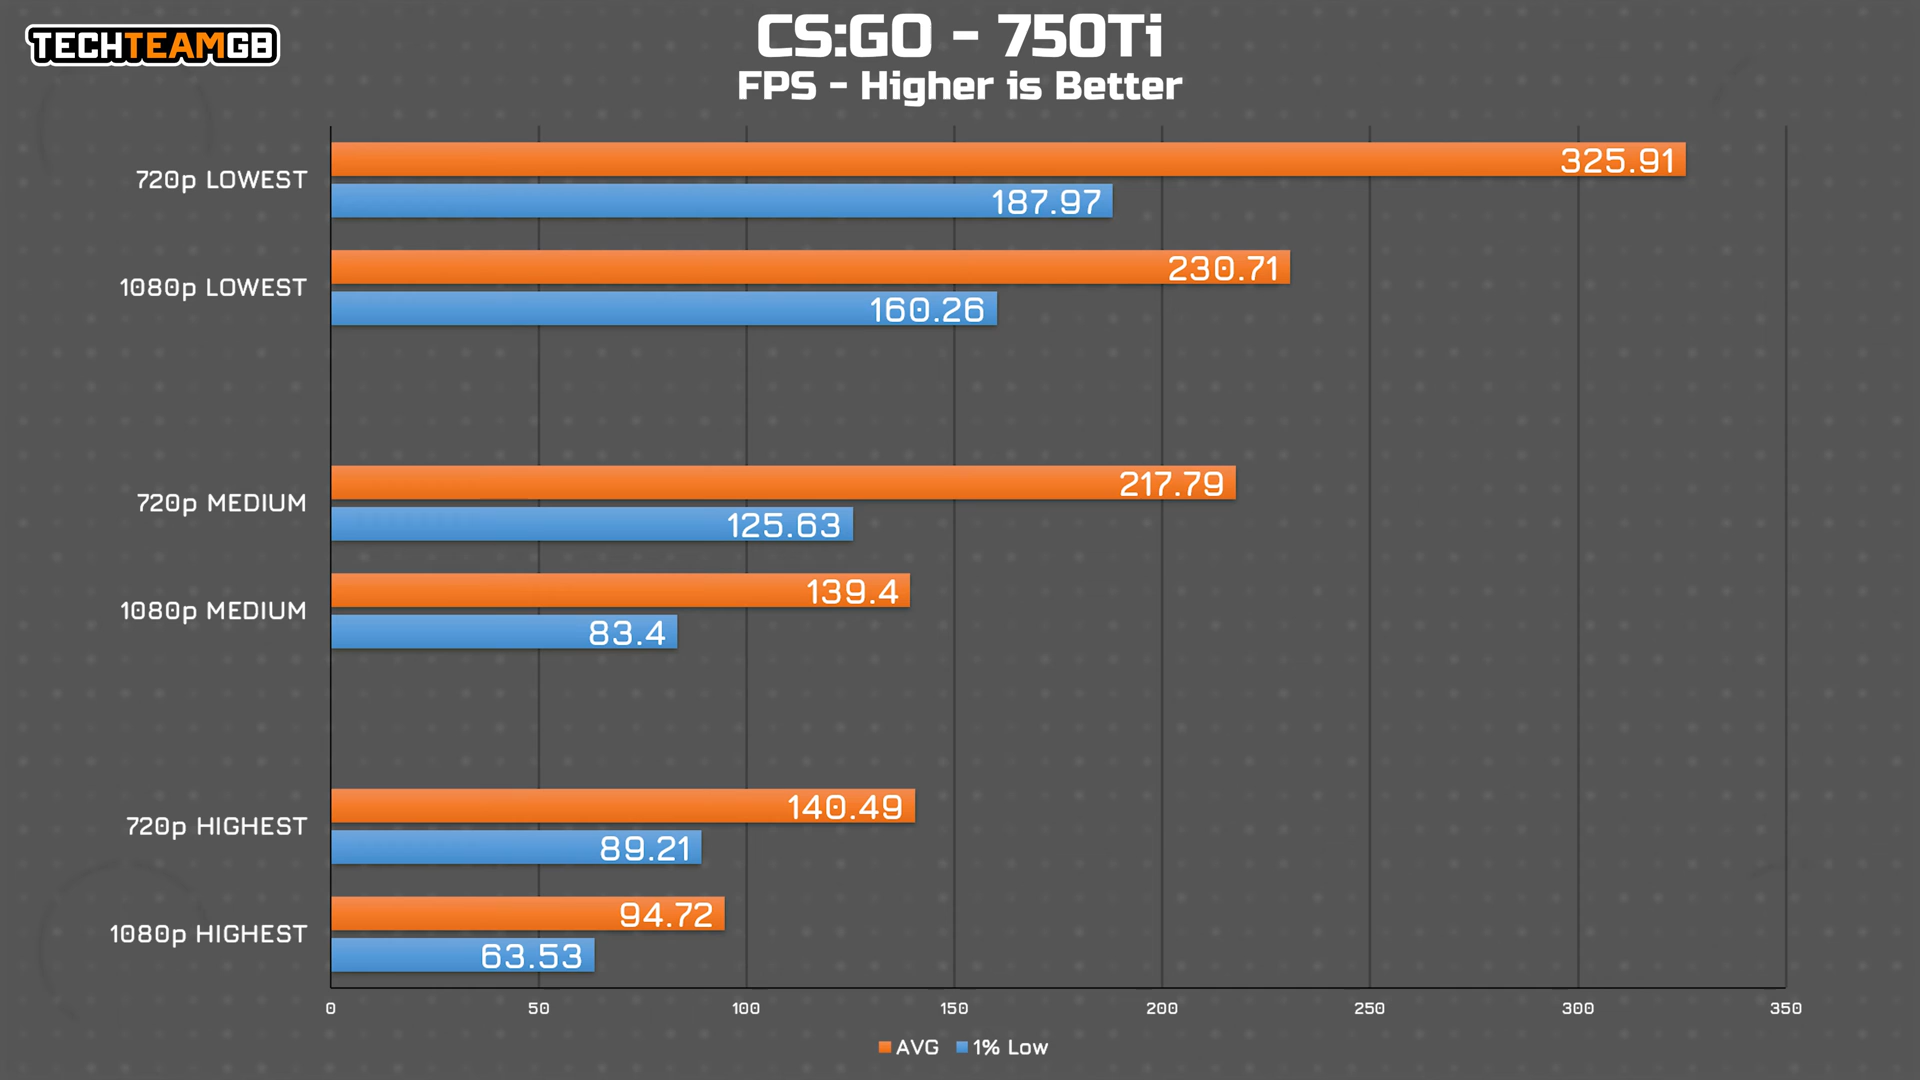 TECHTEAMGB
CS:GO - 750Ti
FPS - Higher is Better
720p LOWEST
325.91
187.97
1080p LOWEST
230.71
160.26
720p MEDIUM
217.79
125.63
1080p MEDIUM
139.4
83.4
720p HIGHEST
140.49
89.21
1080p HIGHEST
94.72
63.53
0 50 100 150 200 250 300 350
AVG 1% Low